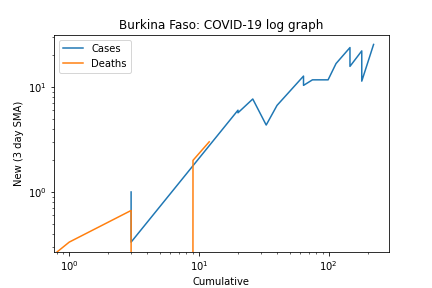 Burkina Faso: COVID-19 log graph
Cases
Deaths
New (3 day SMA)
10¹
10⁰
10⁰ 10¹ 10²
Cumulative